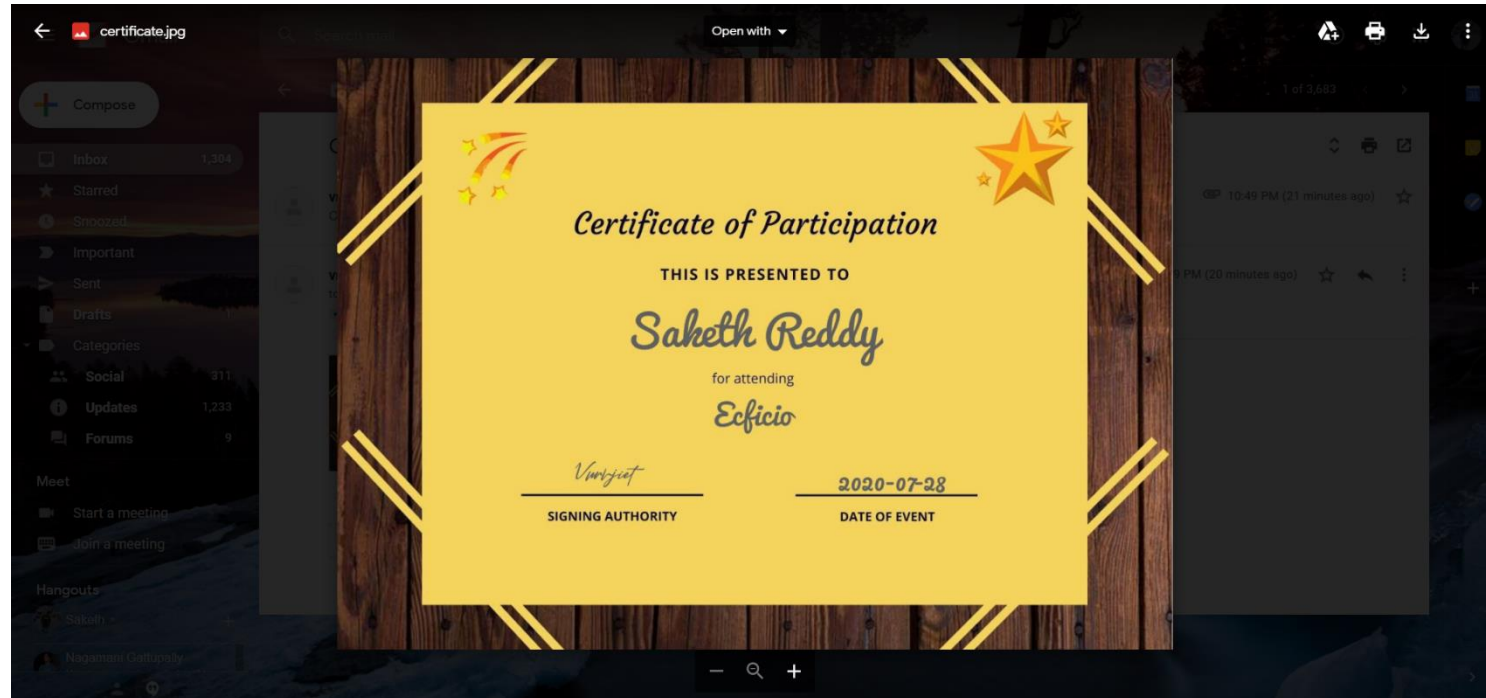 certificate.jpg
Open with
Compose
1 of 3,683
Inbox 1,304
Starred
10:49 PM (21 minutes ago)
Snoozed
Certificate of Participation
Important
THIS IS PRESENTED TO
Sent
PM (20 minutes ago)
Drafts 1
Saketh Reddy
Categories
Social 311
for attending
Updates 1,233
Ecficio
Forums 9
Meet
2020-07-28
Start a meeting
SIGNING AUTHORITY DATE OF EVENT
Join a meeting
Hangouts
Saketh
Nagamani